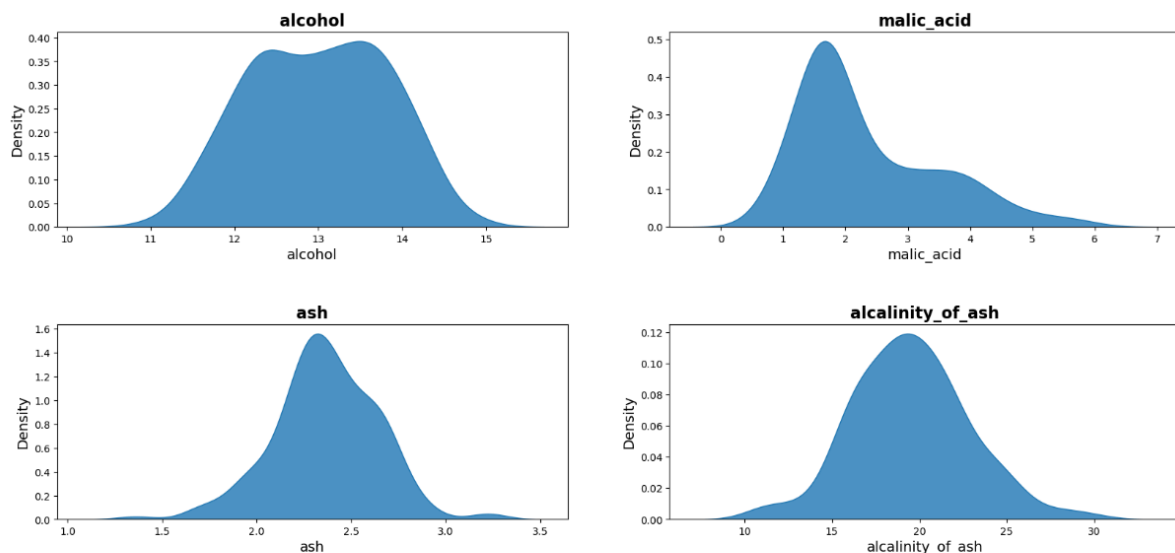 alcohol
0.40
0.35
0.30
0.25
0.20
0.15
0.10
0.05
0.00
Density
10 11 12 13 14 15
alcohol
malic_acid
0.5
0.4
0.3
0.2
0.1
0.0
Density
0 1 2 3 4 5 6 7
malic_acid
ash
1.6
1.4
1.2
1.0
0.8
0.6
0.4
0.2
0.0
Density
1.0 1.5 2.0 2.5 3.0 3.5
ash
alcalinity_of_ash
0.12
0.10
0.08
0.06
0.04
0.02
0.00
Density
10 15 20 25 30
alcalinity_of_ash